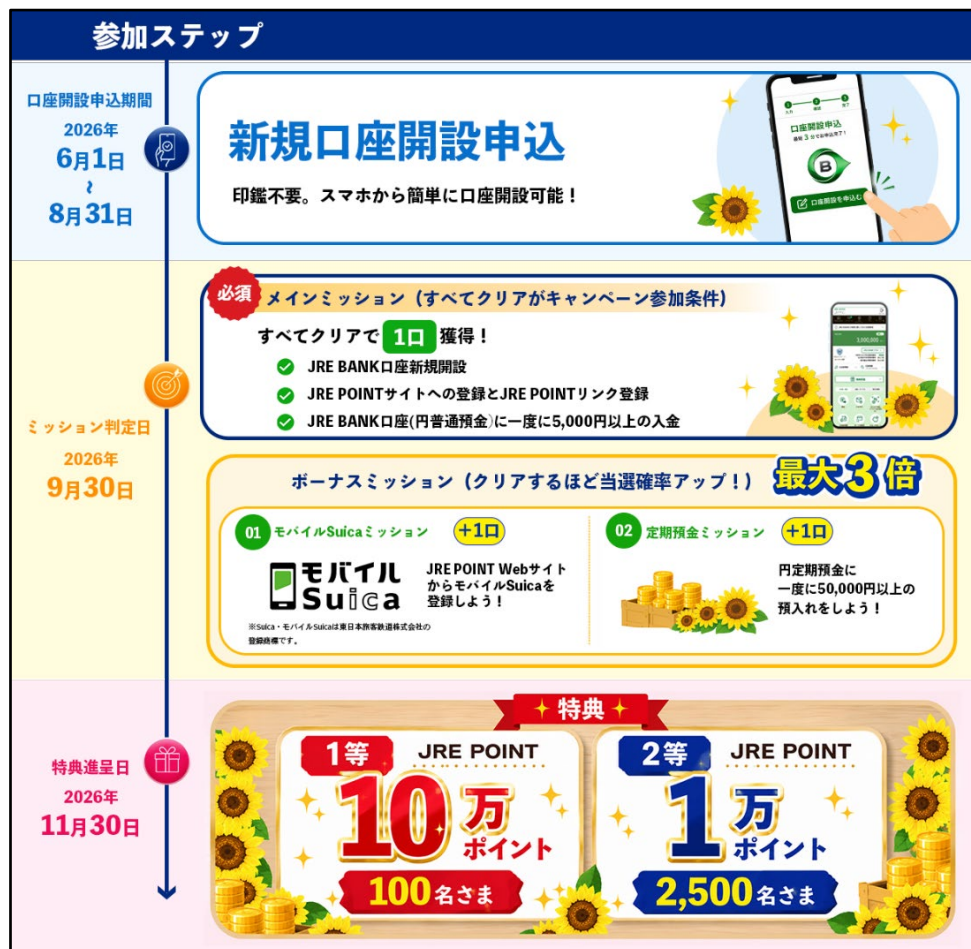 参加ステップ
口座開設申込期間
2026年
6月1日
~
8月31日
新規口座開設申込
印鑑不要。スマホから簡単に口座開設可能！
口座開設申込
最短3分でお申込完了！
B
口座開設を申込む
ミッション判定日
2026年
9月30日
必須
メインミッション（すべてクリアがキャンペーン参加条件）
すべてクリアで 1口 獲得！
JRE BANK口座新規開設
JRE POINTサイトへの登録とJRE POINTリンク登録
JRE BANK口座(円普通預金)に一度に5,000円以上の入金
3,000,000
ボーナスミッション（クリアするほど当選確率アップ！）
最大3倍
01 モバイルSuicaミッション +1口
モバイル
Suica
JRE POINT Webサイト
からモバイルSuicaを
登録しよう！
※Suica・モバイルSuicaは東日本旅客鉄道株式会社の
登録商標です。
02 定期預金ミッション +1口
円定期預金に
一度に50,000円以上の
預入れをしよう！
特典進呈日
2026年
11月30日
特典
1等 JRE POINT
10万
ポイント
100名さま
2等 JRE POINT
1万
ポイント
2,500名さま